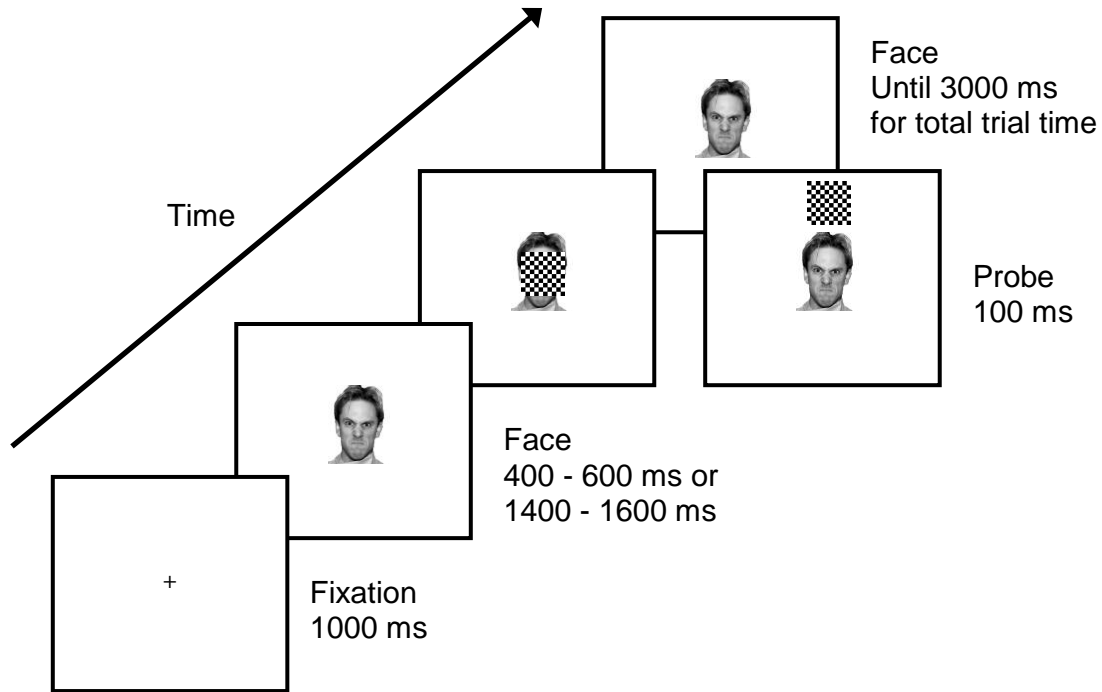 Face
Until 3000 ms
for total trial time
Time
Probe
100 ms
Face
400 - 600 ms or
1400 - 1600 ms
+
Fixation
1000 ms